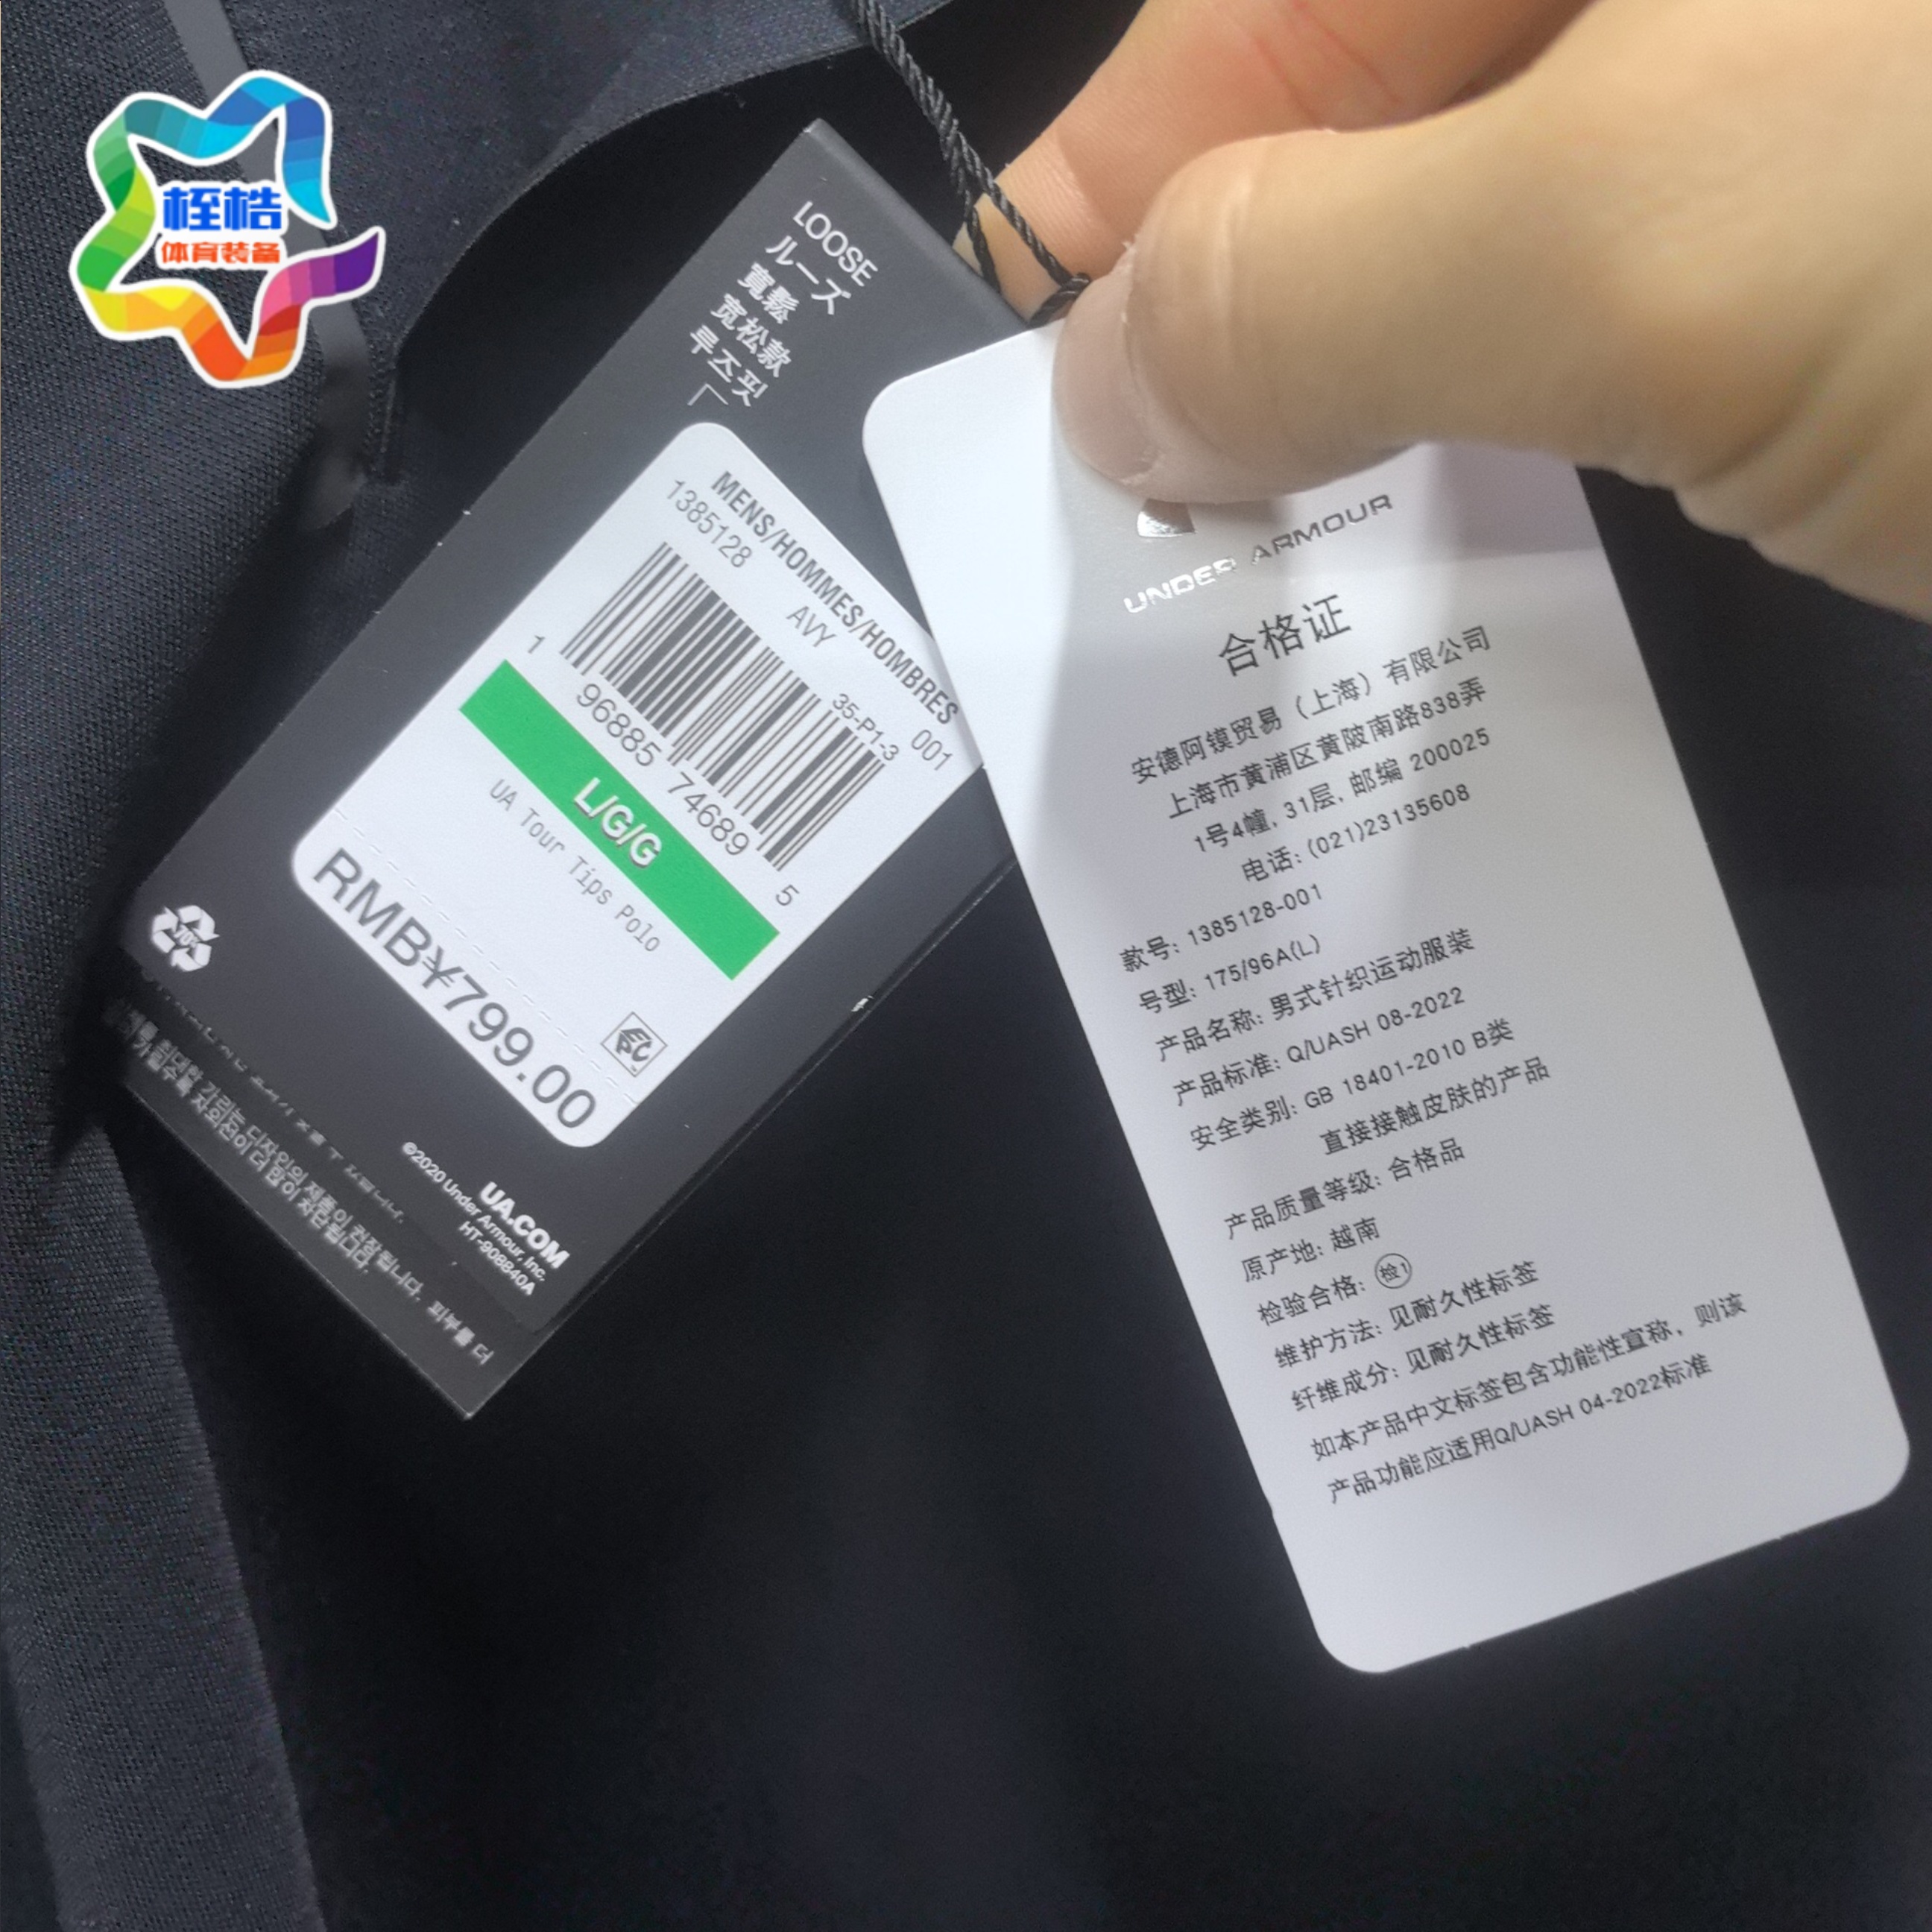 桎梏
体育装备
LOOSE
ルーズ
寬鬆
宽松款
루즈핏
MENS/HOMMES/HOMBRES
1385128 AVY 001
35-P1-3
1 96885 74689 5
L/G/G
UA Tour Tips Polo
RMB¥799.00
UA.COM
©2020 Under Armour, Inc.
HT-908840A
UNDER ARMOUR
合格证
安德阿镆贸易（上海）有限公司
上海市黄浦区黄陂南路838弄
1号4幢, 31层, 邮编 200025
电话: (021)23135608
款号: 1385128-001
号型: 175/96A(L)
产品名称: 男式针织运动服装
产品标准: Q/UASH 08-2022
安全类别: GB 18401-2010 B类
直接接触皮肤的产品
产品质量等级: 合格品
原产地: 越南
检验合格: 检1
维护方法: 见耐久性标签
纤维成分: 见耐久性标签
如本产品中文标签包含功能性宣称，则该
产品功能应适用Q/UASH 04-2022标准